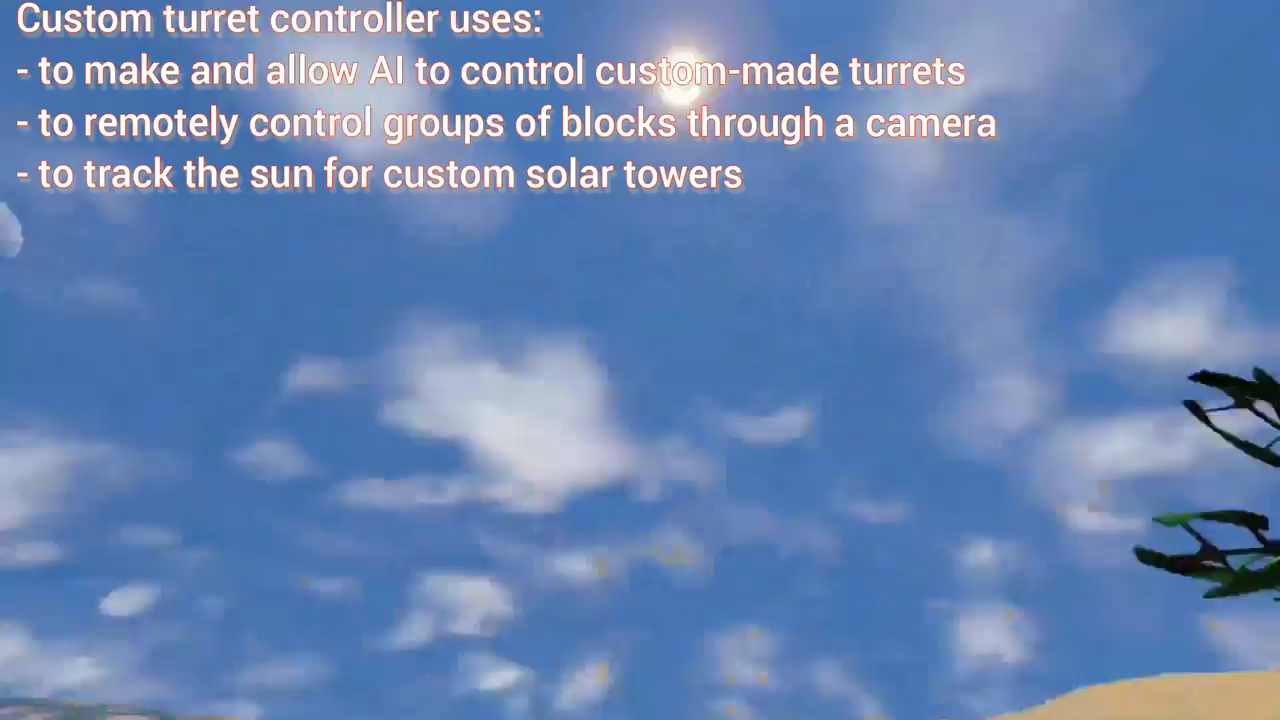 Custom turret controller uses:
- to make and allow AI to control custom-made turrets
- to remotely control groups of blocks through a camera
- to track the sun for custom solar towers